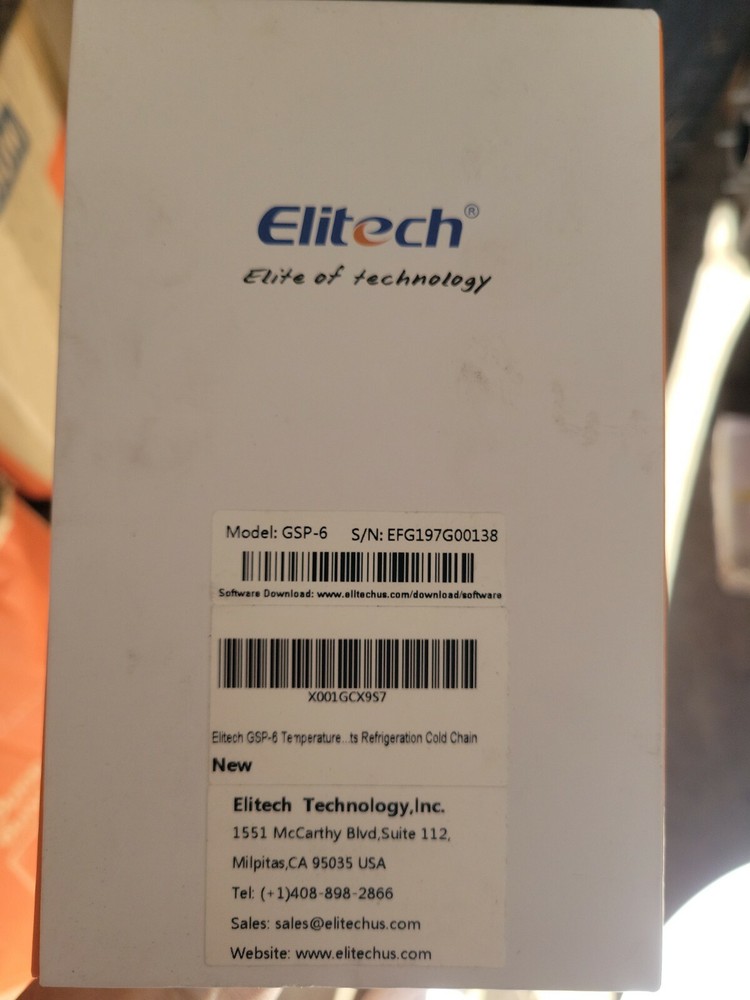 Elitech®
Elite of technology
Model: GSP-6 S/N: EFG197G00138
Software Download: www.elitechus.com/download/software
X001GCX9S7
Elitech GSP-6 Temperature...ts Refrigeration Cold Chain
New
Elitech Technology,Inc.
1551 McCarthy Blvd,Suite 112,
Milpitas,CA 95035 USA
Tel: (+1)408-898-2866
Sales: sales@elitechus.com
Website: www.elitechus.com